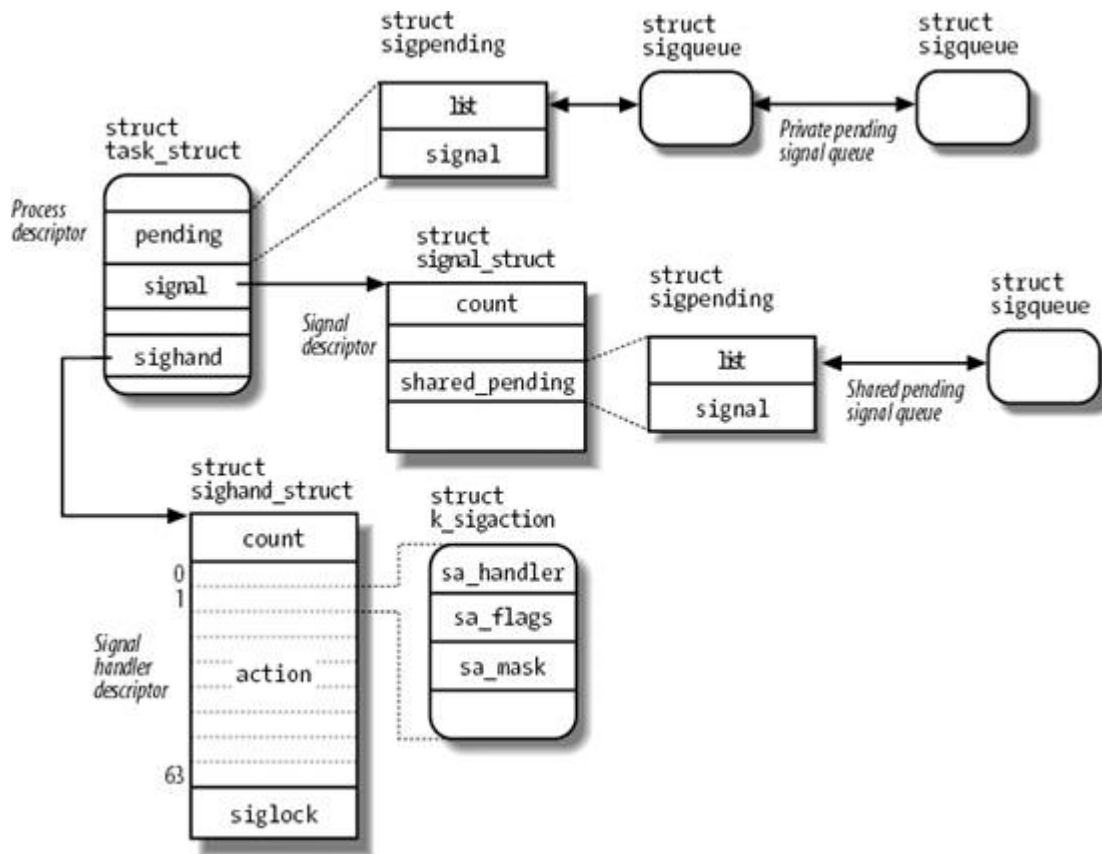 struct
sigpending
struct
sigqueue
struct
sigqueue
list
signal
Private pending
signal queue
struct
task_struct
Process
descriptor
pending
signal
sighand
struct
signal_struct
Signal
descriptor
count
shared_pending
struct
sigpending
list
signal
struct
sigqueue
Shared pending
signal queue
struct
sighand_struct
count
0
1
Signal
handler
descriptor
action
63
siglock
struct
k_sigaction
sa_handler
sa_flags
sa_mask